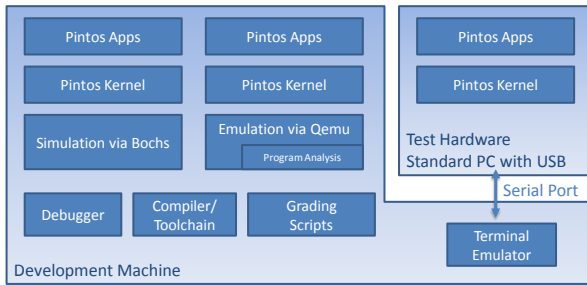 Pintos Apps
Pintos Kernel
Simulation via Bochs
Pintos Apps
Pintos Kernel
Emulation via Qemu
Program Analysis
Debugger
Compiler/
Toolchain
Grading
Scripts
Development Machine
Pintos Apps
Pintos Kernel
Test Hardware
Standard PC with USB
Serial Port
Terminal
Emulator